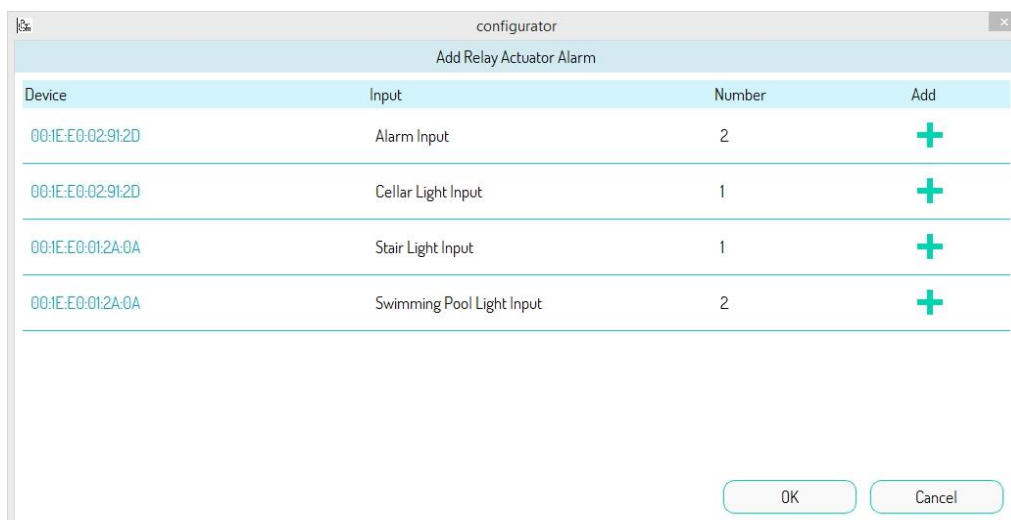 configurator
Add Relay Actuator Alarm
Device Input Number Add
00:1E:E0:02:91:2D Alarm Input 2
00:1E:E0:02:91:2D Cellar Light Input 1
00:1E:E0:01:2A:0A Stair Light Input 1
00:1E:E0:01:2A:0A Swimming Pool Light Input 2
OK Cancel